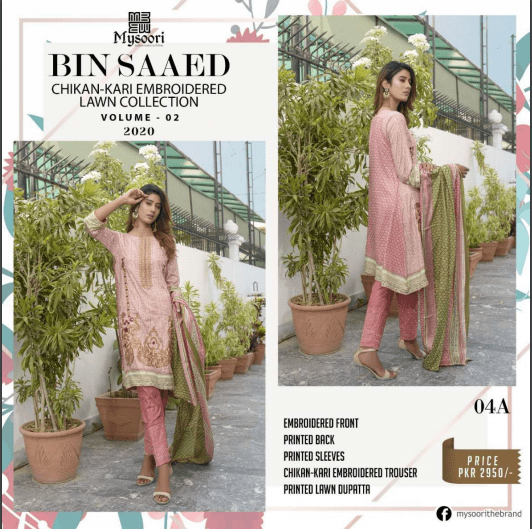 Mysoori
BIN SAAED
CHIKAN-KARI EMBROIDERED
LAWN COLLECTION
VOLUME - 02
2020
04A
EMBROIDERED FRONT
PRINTED BACK
PRINTED SLEEVES
CHIKAN-KARI EMBROIDERED TROUSER
PRINTED LAWN DUPATTA
PRICE
PKR 2950/-
mysoorithebrand